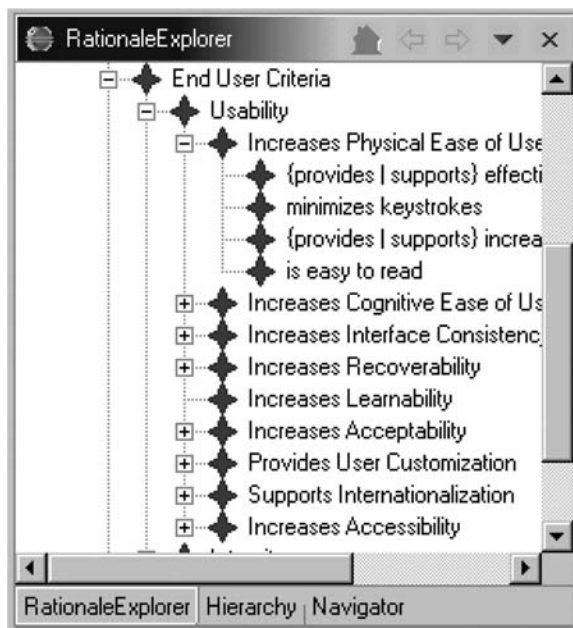 RationaleExplorer
End User Criteria
Usability
Increases Physical Ease of Use
{provides | supports} effecti
minimizes keystrokes
{provides | supports} increa
is easy to read
Increases Cognitive Ease of Us
Increases Interface Consistenc
Increases Recoverability
Increases Learnability
Increases Acceptability
Provides User Customization
Supports Internationalization
Increases Accessibility
RationaleExplorer Hierarchy Navigator